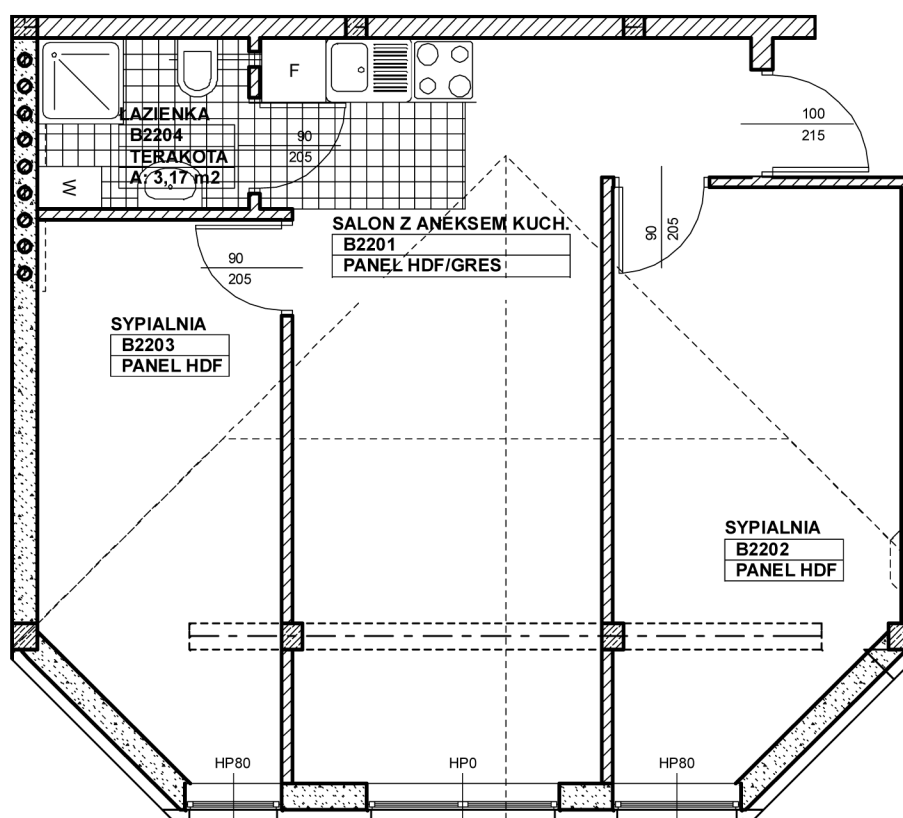 F
ŁAZIENKA
B2204
TERAKOTA
A: 3,17 m2
W
90
205
100
215
SALON Z ANEKSEM KUCH.
B2201
PANEL HDF/GRES
90
205
90
205
SYPIALNIA
B2203
PANEL HDF
SYPIALNIA
B2202
PANEL HDF
HP80
HP0
HP80